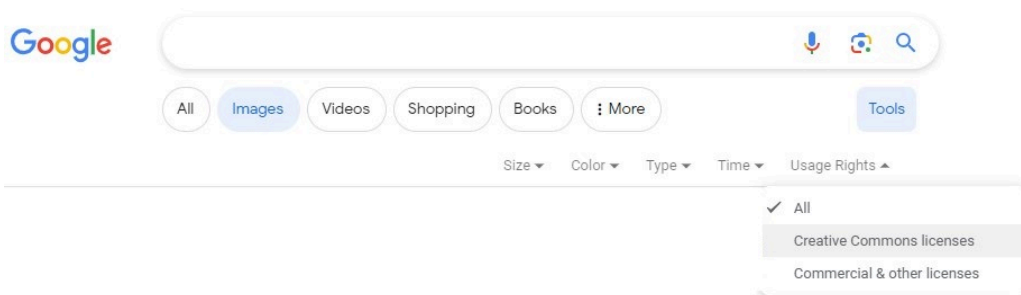 Google
All Images Videos Shopping Books More Tools
Size Color Type Time Usage Rights
All
Creative Commons licenses
Commercial & other licenses